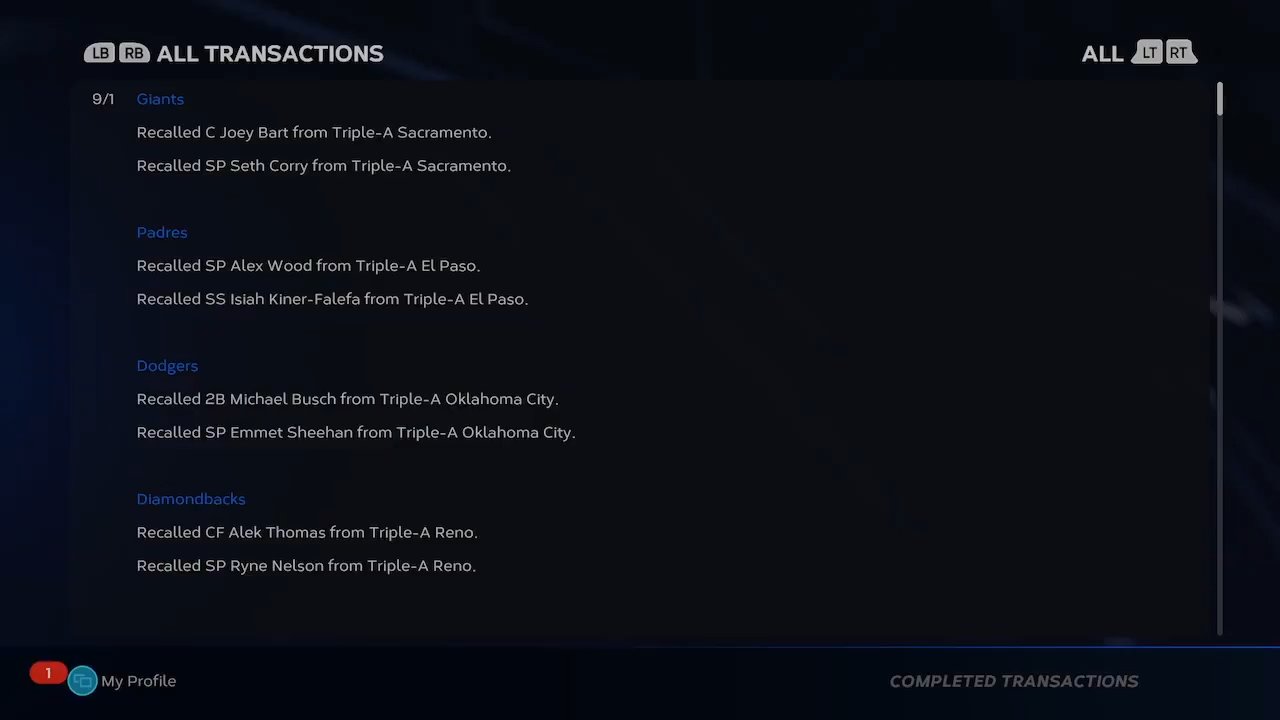 LB RB ALL TRANSACTIONS ALL LT RT
9/1 Giants
Recalled C Joey Bart from Triple-A Sacramento.
Recalled SP Seth Corry from Triple-A Sacramento.
Padres
Recalled SP Alex Wood from Triple-A El Paso.
Recalled SS Isiah Kiner-Falefa from Triple-A El Paso.
Dodgers
Recalled 2B Michael Busch from Triple-A Oklahoma City.
Recalled SP Emmet Sheehan from Triple-A Oklahoma City.
Diamondbacks
Recalled CF Alek Thomas from Triple-A Reno.
Recalled SP Ryne Nelson from Triple-A Reno.
1 My Profile COMPLETED TRANSACTIONS